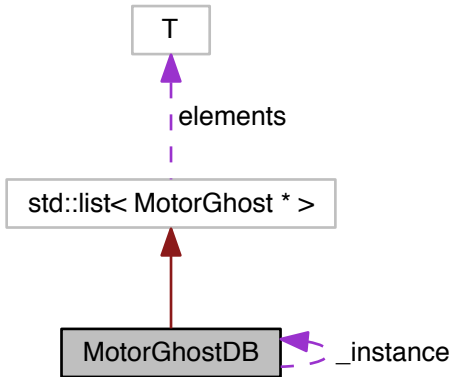 T
elements
std::list< MotorGhost * >
MotorGhostDB
_instance